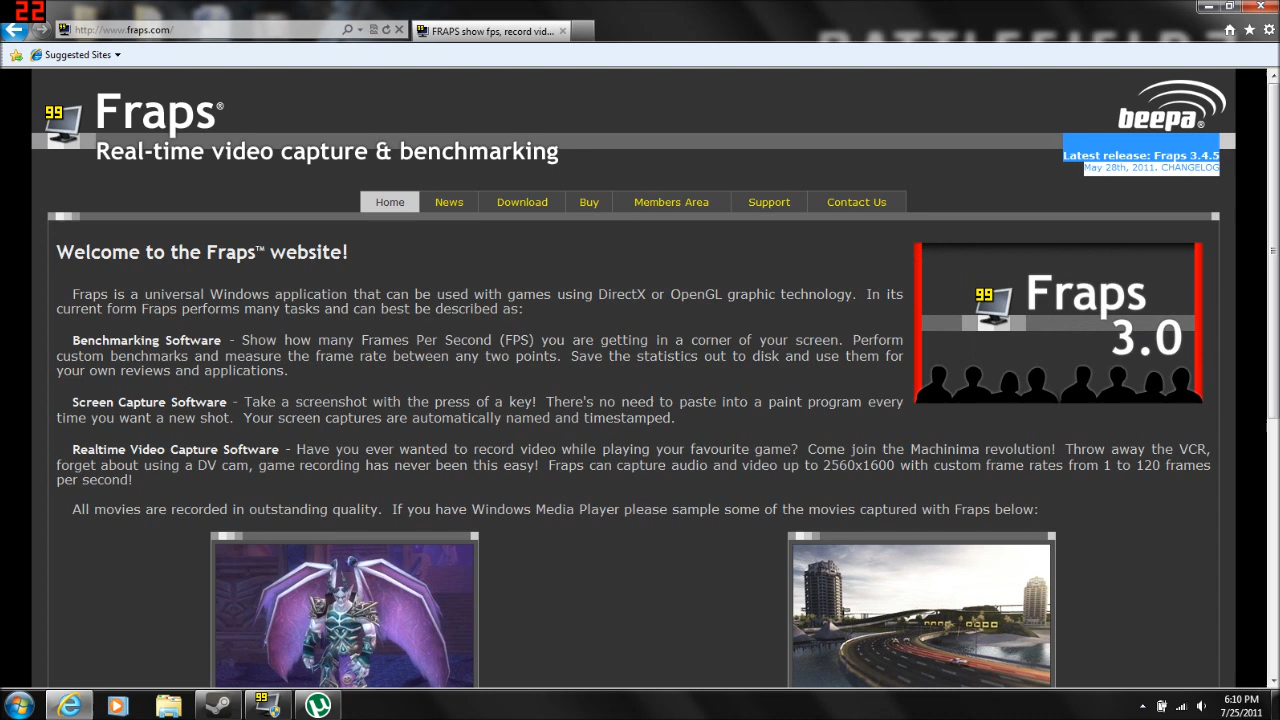 22
http://www.fraps.com/
FRAPS show fps, record vid...
Suggested Sites
99
Fraps®
Real-time video capture & benchmarking
beepa®
Latest release: Fraps 3.4.5
May 28th, 2011. CHANGELOG
Home News Download Buy Members Area Support Contact Us
Welcome to the Fraps™ website!
Fraps is a universal Windows application that can be used with games using DirectX or OpenGL graphic technology. In its
current form Fraps performs many tasks and can best be described as:
Benchmarking Software - Show how many Frames Per Second (FPS) you are getting in a corner of your screen. Perform
custom benchmarks and measure the frame rate between any two points. Save the statistics out to disk and use them for
your own reviews and applications.
Screen Capture Software - Take a screenshot with the press of a key! There's no need to paste into a paint program every
time you want a new shot. Your screen captures are automatically named and timestamped.
99
Fraps
3.0
Realtime Video Capture Software - Have you ever wanted to record video while playing your favourite game? Come join the Machinima revolution! Throw away the VCR,
forget about using a DV cam, game recording has never been this easy! Fraps can capture audio and video up to 2560x1600 with custom frame rates from 1 to 120 frames
per second!
All movies are recorded in outstanding quality. If you have Windows Media Player please sample some of the movies captured with Fraps below:
99
6:10 PM
7/25/2011